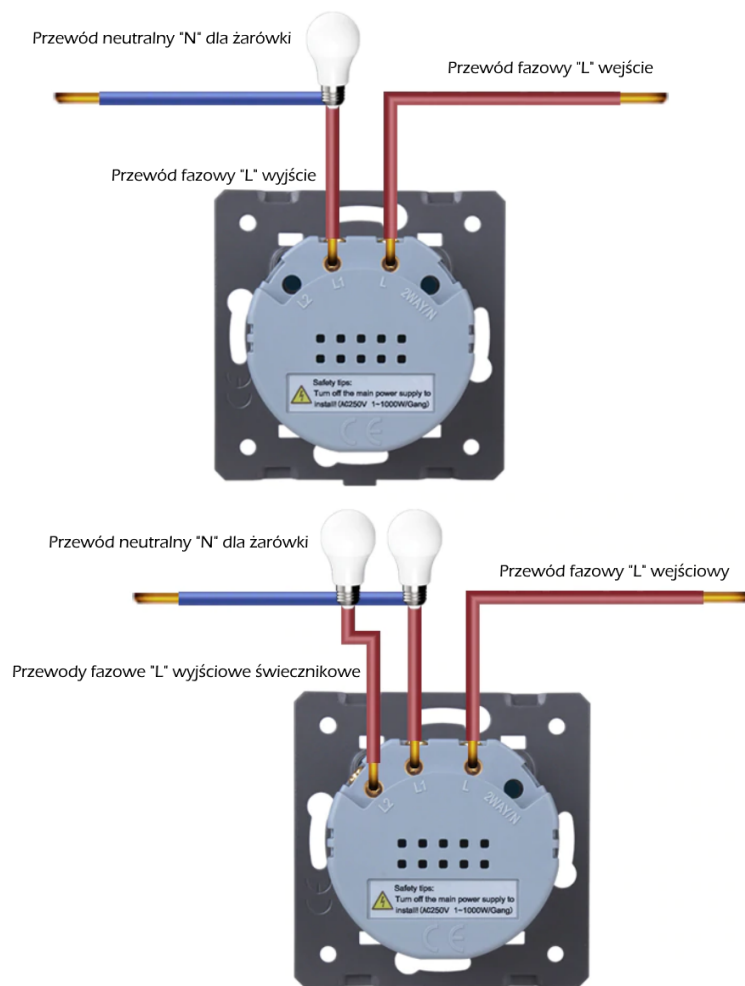 Przewód neutralny "N" dla żarówki
Przewód fazowy "L" wejście
Przewód fazowy "L" wyjście
L2
L1
L
2WAY/N
Safety tips:
Turn off the main power supply to
install! (AC250V 1~1000W/Gang)
CE
CE
Przewód neutralny "N" dla żarówki
Przewód fazowy "L" wejściowy
Przewody fazowe "L" wyjściowe świecznikowe
L2
L1
L
2WAY/N
Safety tips:
Turn off the main power supply to
install! (AC250V 1~1000W/Gang)
CE
CE